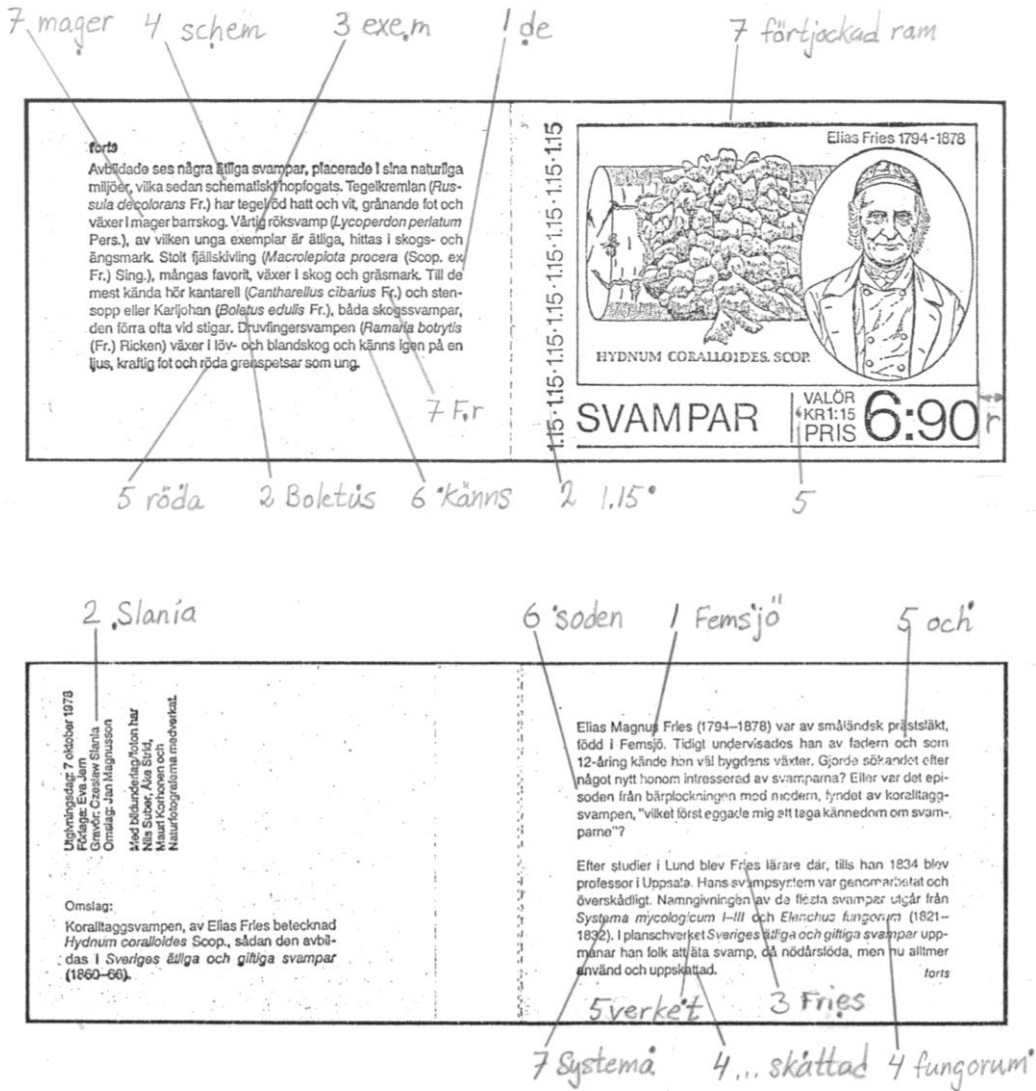 7 mager 4 schem 3 exem 1 de 7 förtjockad ram
forts
Avbildade ses några ätliga svampar, placerade i sina naturliga
miljöer, vilka sedan schematiskt hopfogats. Tegelkremlan (Rus-
sula decolorans Fr.) har tegelröd hatt och vit, grånande fot och
växer i mager barrskog. Vårtig röksvamp (Lycoperdon perlatum
Pers.), av vilken unga exemplar är ätliga, hittas i skogs- och
ängsmark. Stolt fjällskivling (Macrolepiota procera (Scop. ex
Fr.) Sing.), mångas favorit, växer i skog och gräsmark. Till de
mest kända hör kantarell (Cantharellus cibarius Fr.) och sten-
sopp eller Karljohan (Boletus edulis Fr.), båda skogssvampar,
den förra ofta vid stigar. Druvfingersvampen (Ramaria botrytis
(Fr.) Ricken) växer i löv- och blandskog och känns igen på en
ljus, kraftig fot och röda grenspetsar som ung.
1.15·1.15·1.15·1.15·1.15·1.15
Elias Fries 1794-1878
HYDNUM CORALLOIDES. SCOP.
SVAMPAR
VALÖR
KR 1:15
PRIS
6:90
r
7 Fr
5 röda 2 Boletus 6 känns 2 1.15 5
2 Slania 6 soden 1 Femsjö 5 och
Utgivningsdag: 7 oktober 1978
Förlaga: Eva Jern
Gravör: Czeslaw Slania
Omslag: Jan Magnusson
Med bildunderlag/foton har
Nils Suber, Åke Strid,
Mauri Korhonen och
Naturfotograferna medverkat.
Omslag:
Koralltaggsvampen, av Elias Fries betecknad
Hydnum coralloides Scop., sådan den avbil-
das i Sveriges ätliga och giftiga svampar
(1860–66).
Elias Magnus Fries (1794–1878) var av småländsk prästsläkt,
född i Femsjö. Tidigt undervisades han av fadern och som
12-åring kände han väl bygdens växter. Gjorde sökandet efter
något nytt honom intresserad av svamparna? Eller var det epi-
soden från bärplockningen med modern, fyndet av koralltagg-
svampen, "vilket först eggade mig att taga kännedom om svam-
parne"?
Efter studier i Lund blev Fries lärare där, tills han 1834 blev
professor i Uppsala. Hans svampsystem var genomarbetat och
överskådligt. Namngivningen av de flesta svampar utgår från
Systema mycologicum I–III och Elenchus fungorum (1821–
1832). I planschverket Sveriges ätliga och giftiga svampar upp-
manar han folk att äta svamp, då nödårsföda, men nu alltmer
använd och uppskattad.
forts
5 verket 3 Fries
7 Systema 4 ... skattad 4 fungorum